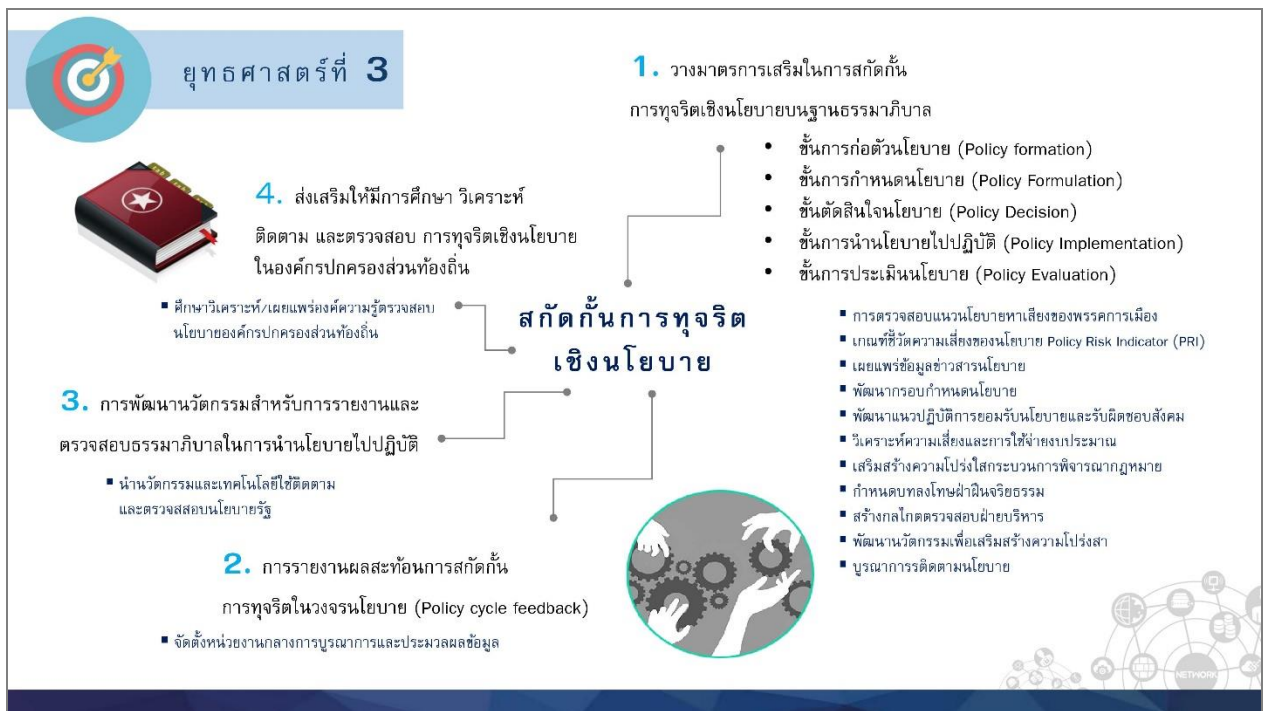 ยุทธศาสตร์ที่ 3
1. วางมาตรการเสริมในการสกัดกั้น
การทุจริตเชิงนโยบายบนฐานธรรมาภิบาล
• ขั้นการก่อตัวนโยบาย (Policy formation)
• ขั้นการกำหนดนโยบาย (Policy Formulation)
• ขั้นตัดสินใจนโยบาย (Policy Decision)
• ขั้นการนำนโยบายไปปฏิบัติ (Policy Implementation)
• ขั้นการประเมินนโยบาย (Policy Evaluation)
▪ การตรวจสอบแนวนโยบายหาเสียงของพรรคการเมือง
▪ เกณฑ์ชี้วัดความเสี่ยงของนโยบาย Policy Risk Indicator (PRI)
▪ เผยแพร่ข้อมูลข่าวสารนโยบาย
▪ พัฒนากรอบกำหนดนโยบาย
▪ พัฒนาแนวปฏิบัติการยอมรับนโยบายและรับผิดชอบสังคม
▪ วิเคราะห์ความเสี่ยงและการใช้จ่ายงบประมาณ
▪ เสริมสร้างความโปร่งใสกระบวนการพิจารณากฎหมาย
▪ กำหนดบทลงโทษฝ่าฝืนจริยธรรม
▪ สร้างกลไกตรวจสอบฝ่ายบริหาร
▪ พัฒนานวัตกรรมเพื่อเสริมสร้างความโปร่งสา
▪ บูรณาการรติดตามนโยบาย
4. ส่งเสริมให้มีการศึกษา วิเคราะห์
ติดตาม และตรวจสอบ การทุจริตเชิงนโยบาย
ในองค์กรปกครองส่วนท้องถิ่น
▪ ศึกษาวิเคราะห์/เผยแพร่องค์ความรู้ตรวจสอบ
นโยบายองค์กรปกครองส่วนท้องถิ่น
สกัดกั้นการทุจริต
เชิงนโยบาย
3. การพัฒนานวัตกรรมสำหรับการรายงานและ
ตรวจสอบธรรมาภิบาลในการนำนโยบายไปปฏิบัติ
▪ นำนวัตกรรมและเทคโนโลยีใช้ติดตาม
และตรวจสสอบนโยบายรัฐ
2. การรายงานผลสะท้อนการสกัดกั้น
การทุจริตในวงจรนโยบาย (Policy cycle feedback)
▪ จัดตั้งหน่วยงานกลางการบูรณาการและประมวลผลข้อมูล
NETWORK